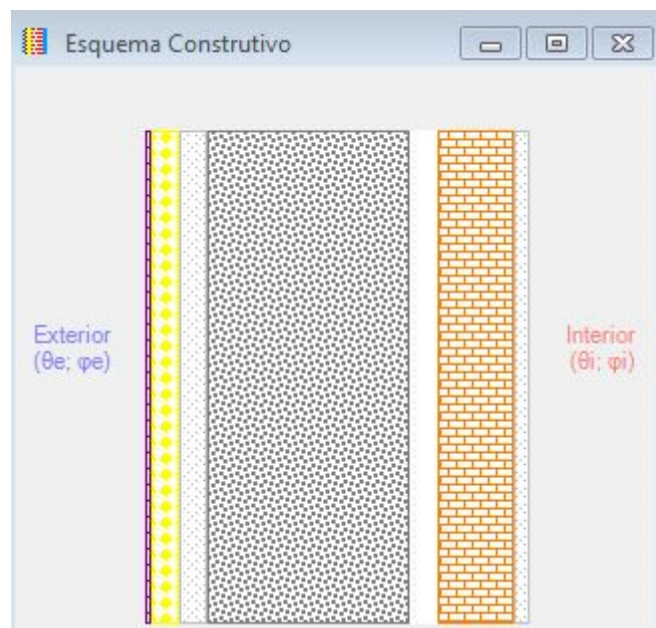 Esquema Construtivo
Exterior
(θe; φe)
Interior
(θi; φi)